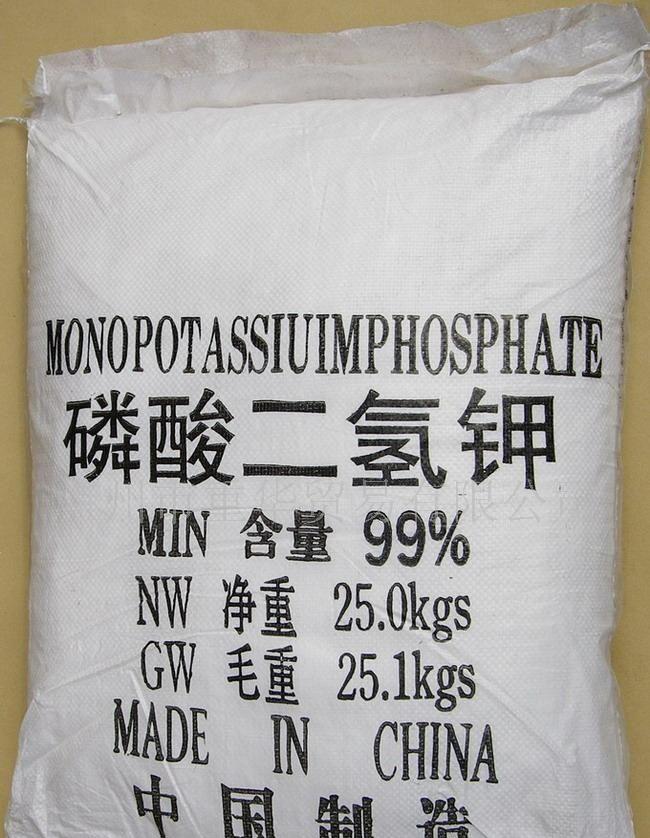 MONOPOTASSIUIMPHOSPHATE
磷酸二氢钾
MIN 含量 99%
NW 净重 25.0kgs
GW 毛重 25.1kgs
MADE IN CHINA
中国制造